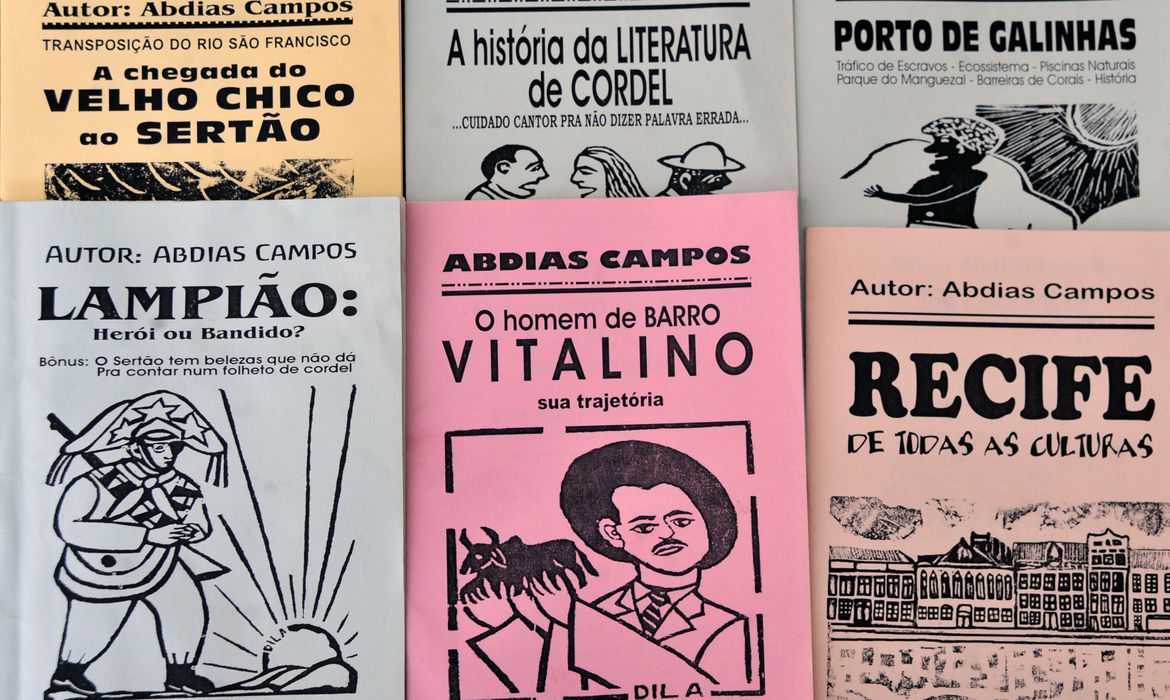 Autor: Abdias Campos
TRANSPOSIÇÃO DO RIO SÃO FRANCISCO
A chegada do
VELHO CHICO
ao SERTÃO
A história da LITERATURA
de CORDEL
...CUIDADO CANTOR PRA NÃO DIZER PALAVRA ERRADA...
PORTO DE GALINHAS
Tráfico de Escravos - Ecossistema - Piscinas Naturais
Parque do Manguezal - Barreiras de Corais - História
AUTOR: ABDIAS CAMPOS
LAMPIÃO:
Herói ou Bandido?
Bônus: O Sertão tem belezas que não dá
Pra contar num folheto de cordel
DILA
ABDIAS CAMPOS
O homem de BARRO
VITALINO
sua trajetória
DILA
Autor: Abdias Campos
RECIFE
DE TODAS AS CULTURAS